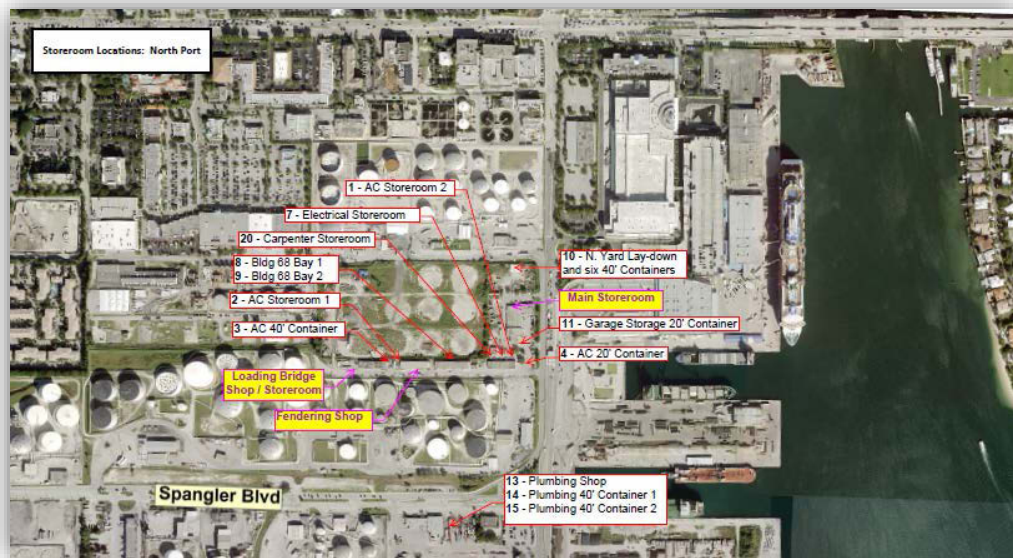 Storeroom Locations: North Port
1 - AC Storeroom 2
7 - Electrical Storeroom
20 - Carpenter Storeroom
8 - Bldg 68 Bay 1
9 - Bldg 68 Bay 2
2 - AC Storeroom 1
3 - AC 40' Container
10 - N. Yard Lay-down
and six 40' Containers
Main Storeroom
11 - Garage Storage 20' Container
4 - AC 20' Container
Loading Bridge
Shop / Storeroom
Fendering Shop
13 - Plumbing Shop
14 - Plumbing 40' Container 1
15 - Plumbing 40' Container 2
Spangler Blvd